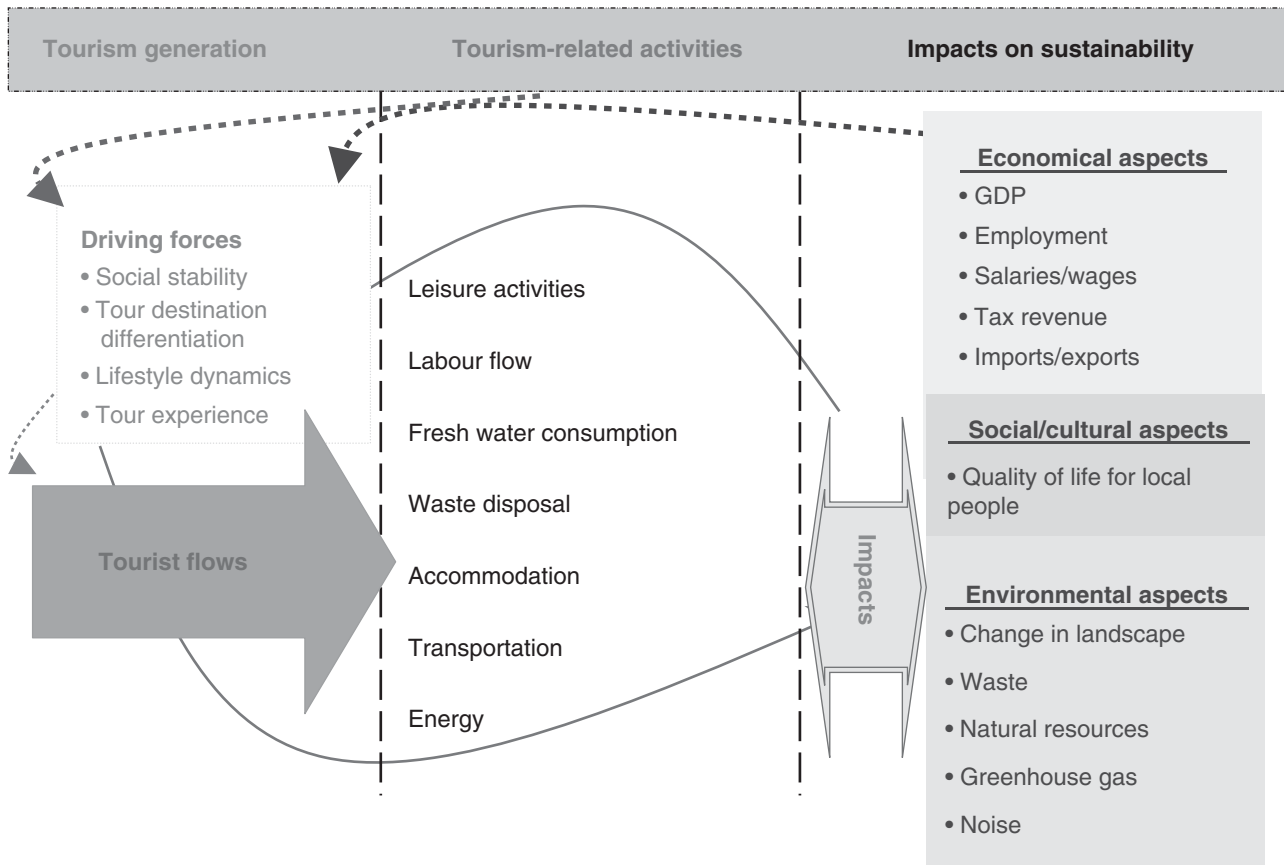 Tourism generation
Tourism-related activities
Impacts on sustainability
Driving forces
• Social stability
• Tour destination
differentiation
• Lifestyle dynamics
• Tour experience
Tourist flows
Leisure activities
Labour flow
Fresh water consumption
Waste disposal
Accommodation
Transportation
Energy
Impacts
Economical aspects
• GDP
• Employment
• Salaries/wages
• Tax revenue
• Imports/exports
Social/cultural aspects
• Quality of life for local
people
Environmental aspects
• Change in landscape
• Waste
• Natural resources
• Greenhouse gas
• Noise